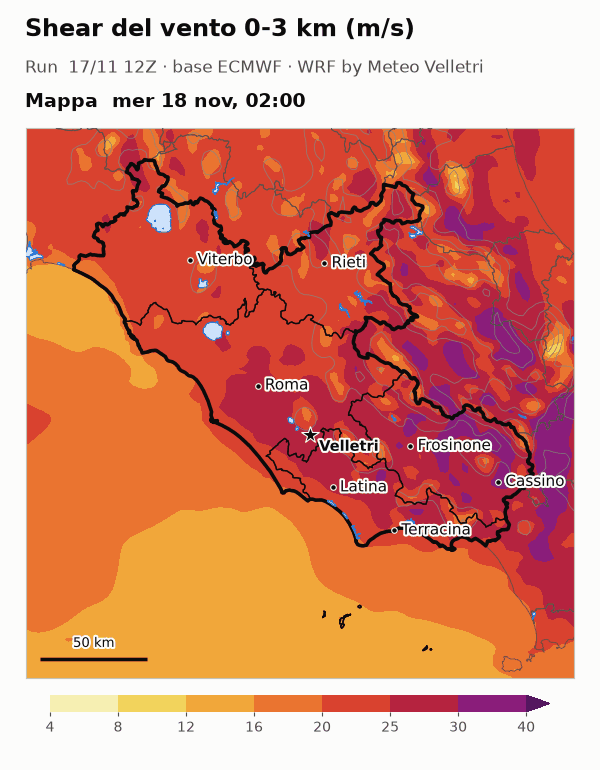 Shear del vento 0-3 km (m/s)
Run 17/11 12Z · base ECMWF · WRF by Meteo Velletri
Mappa mer 18 nov, 02:00
Viterbo
Rieti
Roma
Velletri
Frosinone
Cassino
Latina
Terracina
50 km
4 8 12 16 20 25 30 40